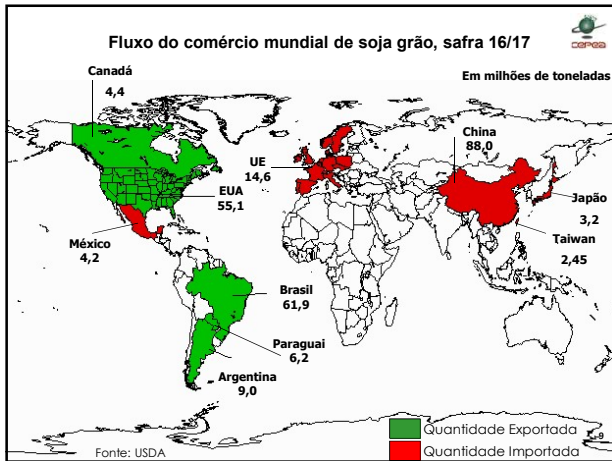 Fluxo do comércio mundial de soja grão, safra 16/17
CEPEA
Em milhões de toneladas
Canadá
4,4
China
88,0
UE
14,6
EUA
55,1
Japão
3,2
México
4,2
Taiwan
2,45
Brasil
61,9
Paraguai
6,2
Argentina
9,0
Quantidade Exportada
Quantidade Importada
Fonte: USDA